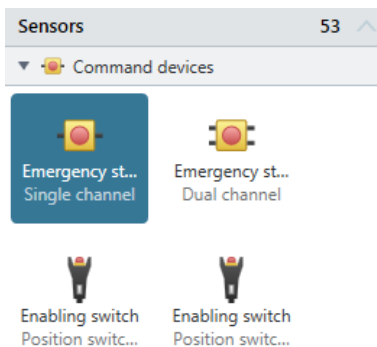 Sensors 53
Command devices
Emergency st... Emergency st...
Single channel Dual channel
Enabling switch Enabling switch
Position switc... Position switc...